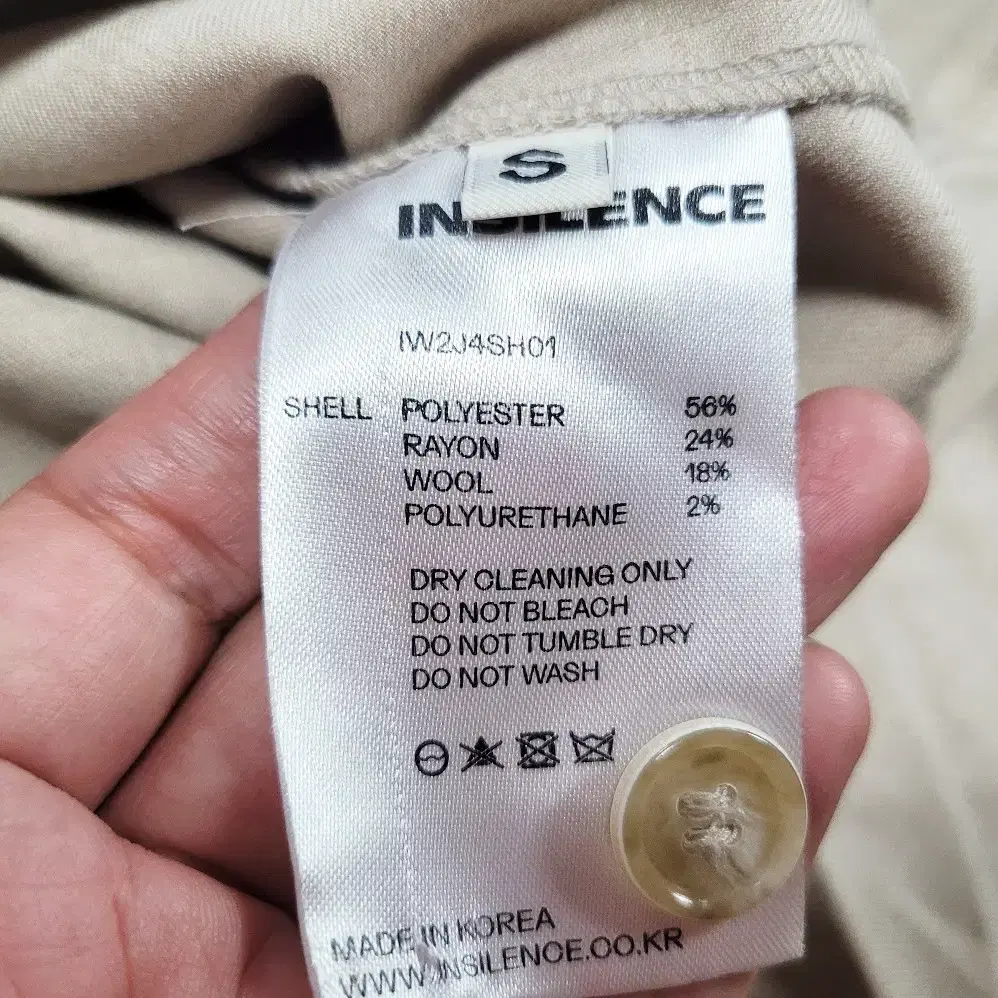 S
INSILENCE
IW2J4SH01
SHELL POLYESTER 56%
RAYON 24%
WOOL 18%
POLYURETHANE 2%
DRY CLEANING ONLY
DO NOT BLEACH
DO NOT TUMBLE DRY
DO NOT WASH
MADE IN KOREA
WWW.INSILENCE.CO.KR